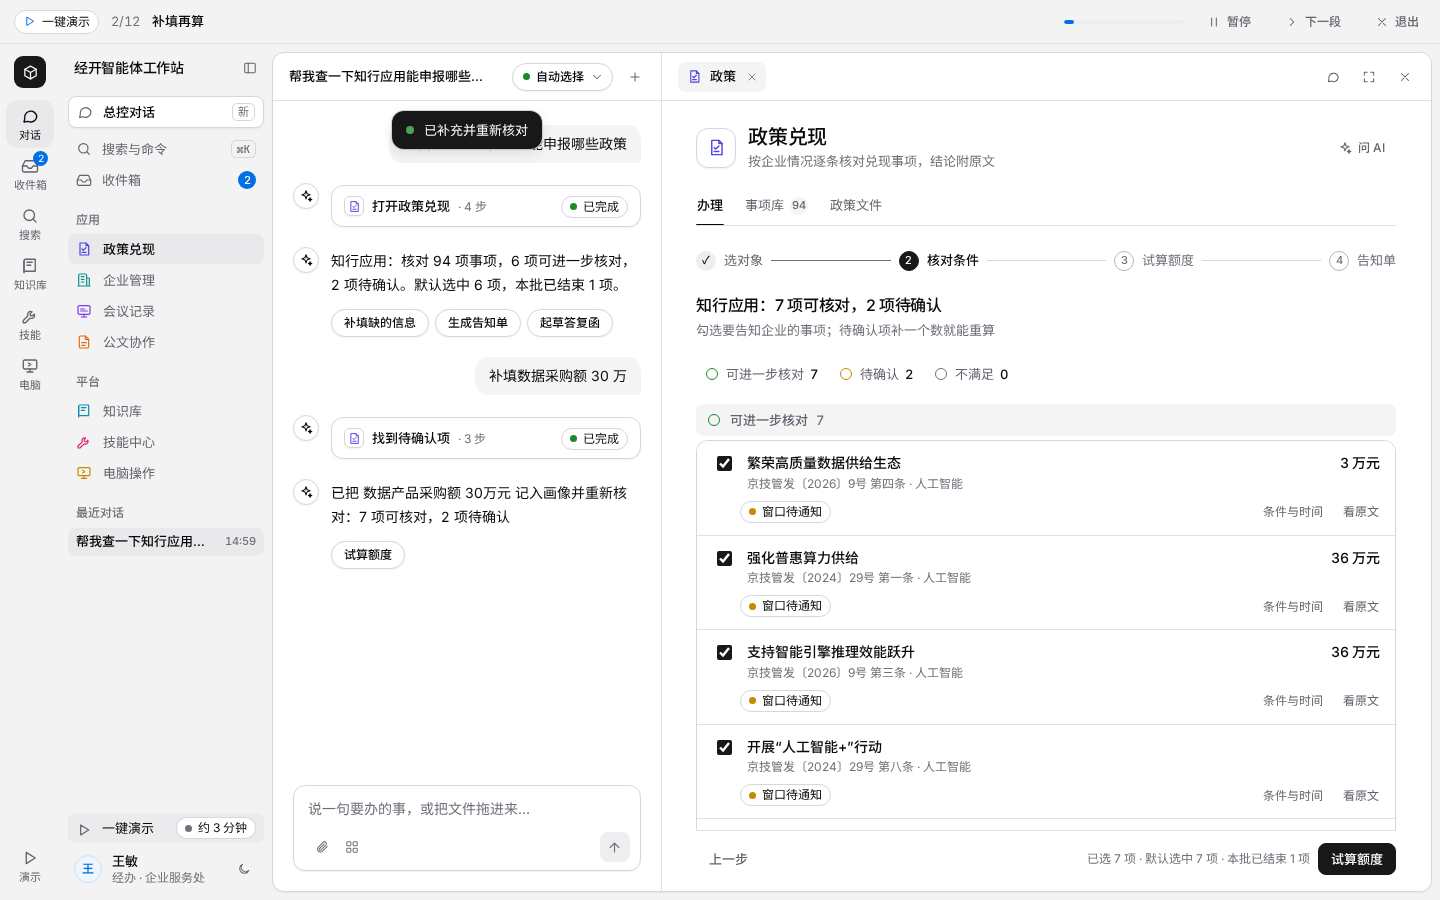 一键演示
2/12
补填再算
暂停
下一段
退出
对话
2
收件箱
搜索
知识库
技能
电脑
演示
经开智能体工作站
总控对话
新
搜索与命令
⌘K
收件箱
2
应用
政策兑现
企业管理
会议记录
公文协作
平台
知识库
技能中心
电脑操作
最近对话
帮我查一下知行应用...
14:59
一键演示
约 3 分钟
王
王敏
经办 · 企业服务处
帮我查一下知行应用能申报哪些...
自动选择
已补充并重新核对
能申报哪些政策
打开政策兑现 · 4 步
已完成
知行应用：核对 94 项事项，6 项可进一步核对，
2 项待确认。默认选中 6 项，本批已结束 1 项。
补填缺的信息
生成告知单
起草答复函
补填数据采购额 30 万
找到待确认项 · 3 步
已完成
已把 数据产品采购额 30万元 记入画像并重新核
对：7 项可核对，2 项待确认
试算额度
说一句要办的事，或把文件拖进来...
政策
政策兑现
按企业情况逐条核对兑现事项，结论附原文
问 AI
办理
事项库 94
政策文件
选对象
2 核对条件
3 试算额度
4 告知单
知行应用：7 项可核对，2 项待确认
勾选要告知企业的事项；待确认项补一个数就能重算
可进一步核对 7
待确认 2
不满足 0
可进一步核对 7
繁荣高质量数据供给生态
3 万元
京技管发〔2026〕9号 第四条 · 人工智能
窗口待通知
条件与时间
看原文
强化普惠算力供给
36 万元
京技管发〔2024〕29号 第一条 · 人工智能
窗口待通知
条件与时间
看原文
支持智能引擎推理效能跃升
36 万元
京技管发〔2026〕9号 第三条 · 人工智能
窗口待通知
条件与时间
看原文
开展“人工智能+”行动
京技管发〔2024〕29号 第八条 · 人工智能
窗口待通知
条件与时间
看原文
上一步
已选 7 项 · 默认选中 7 项 · 本批已结束 1 项
试算额度